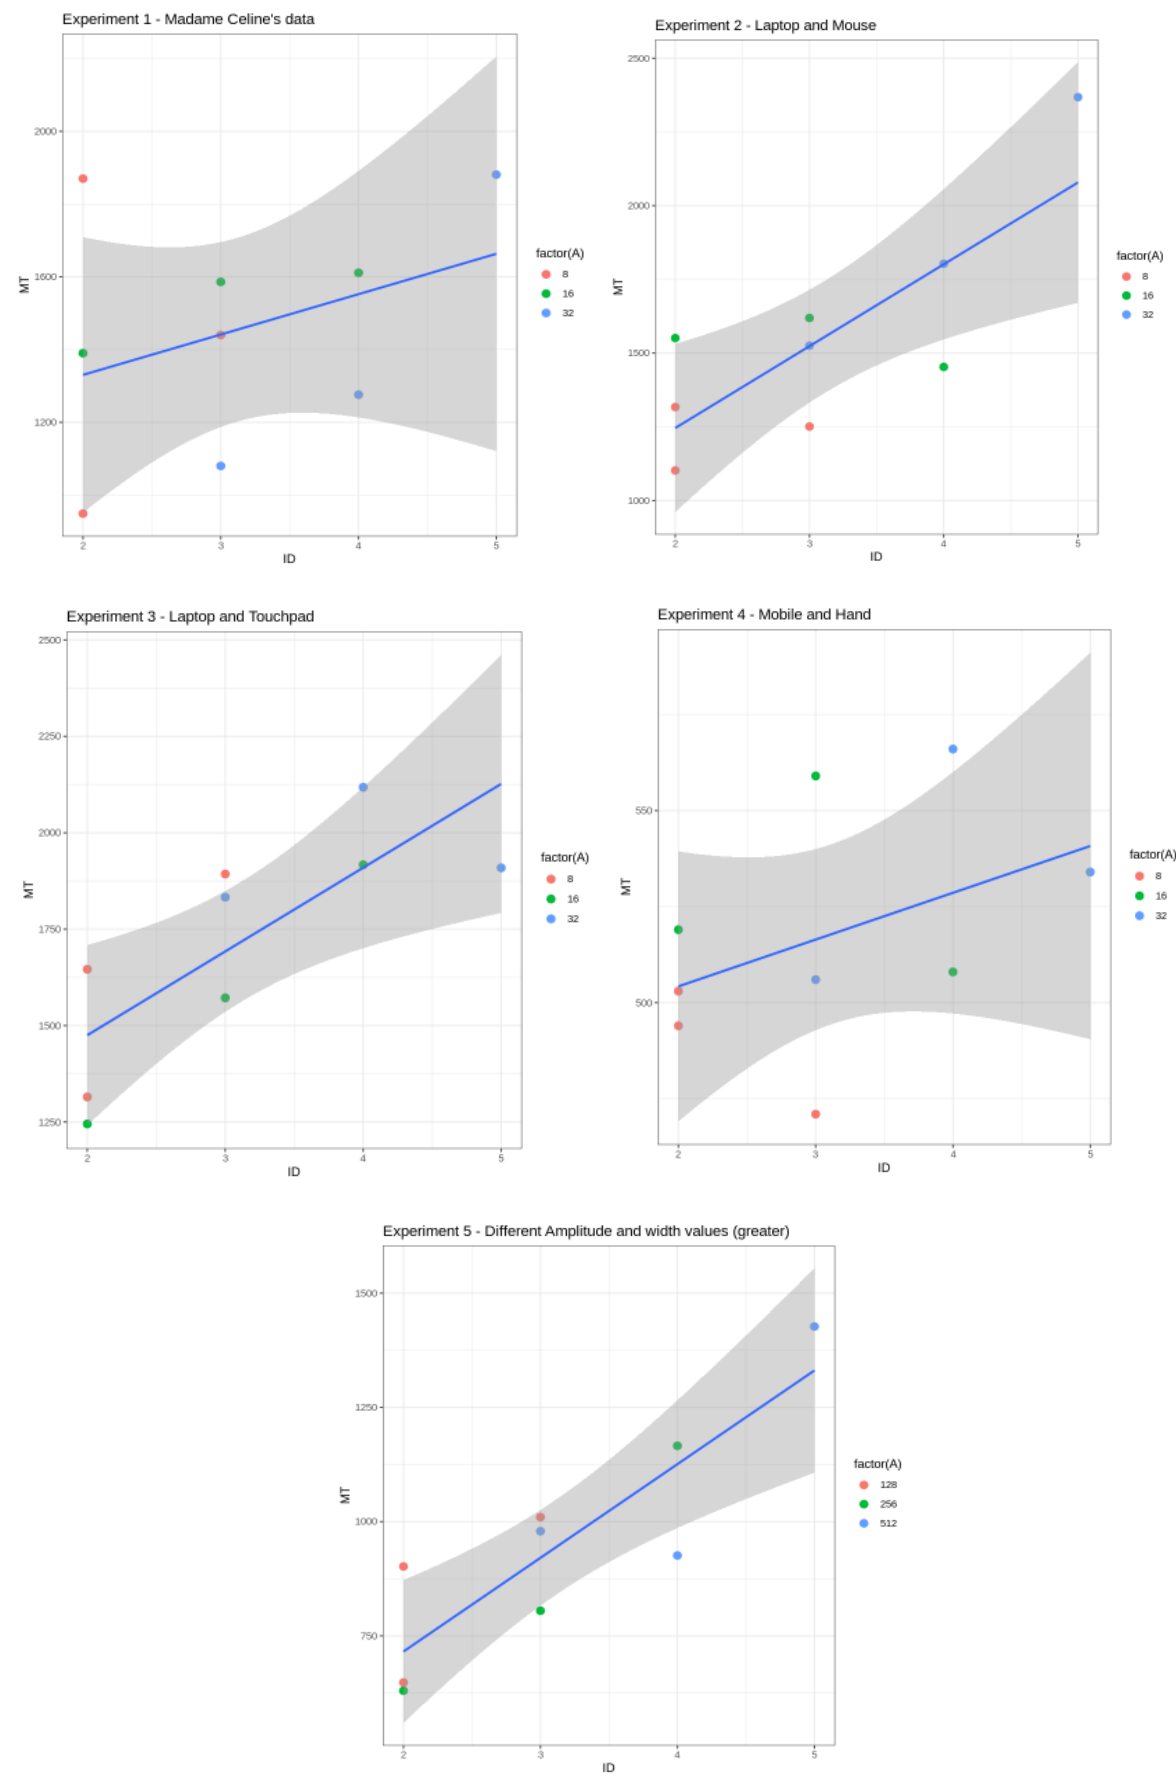 Experiment 1 - Madame Celine's data
2000
1600
1200
MT
2 3 4 5
ID
factor(A)
8
16
32
Experiment 2 - Laptop and Mouse
2500
2000
1500
1000
MT
2 3 4 5
ID
factor(A)
8
16
32
Experiment 3 - Laptop and Touchpad
2500
2250
2000
1750
1500
1250
MT
2 3 4 5
ID
factor(A)
8
16
32
Experiment 4 - Mobile and Hand
550
500
MT
2 3 4 5
ID
factor(A)
8
16
32
Experiment 5 - Different Amplitude and width values (greater)
1500
1250
1000
750
MT
2 3 4 5
ID
factor(A)
128
256
512